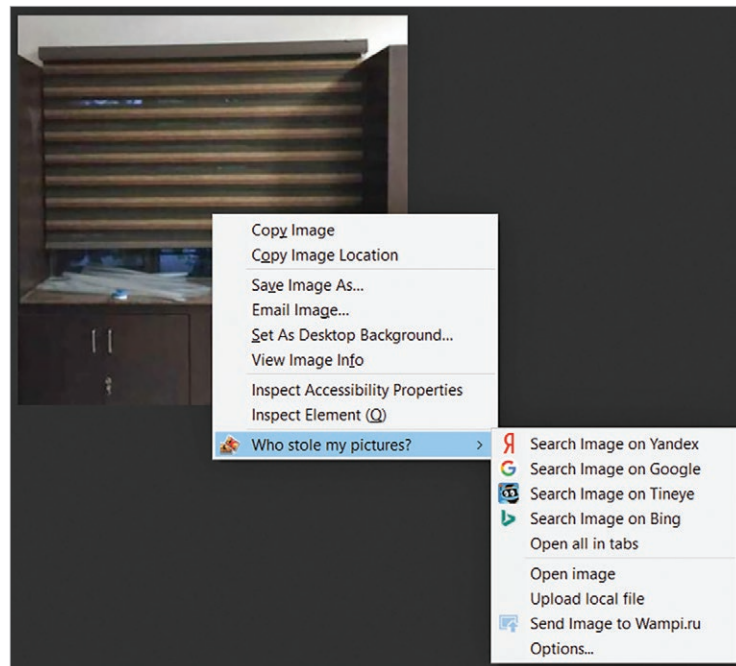 Copy Image
Copy Image Location
Save Image As...
Email Image...
Set As Desktop Background...
View Image Info
Inspect Accessibility Properties
Inspect Element (Q)
Who stole my pictures?
Search Image on Yandex
Search Image on Google
Search Image on Tineye
Search Image on Bing
Open all in tabs
Open image
Upload local file
Send Image to Wampi.ru
Options...